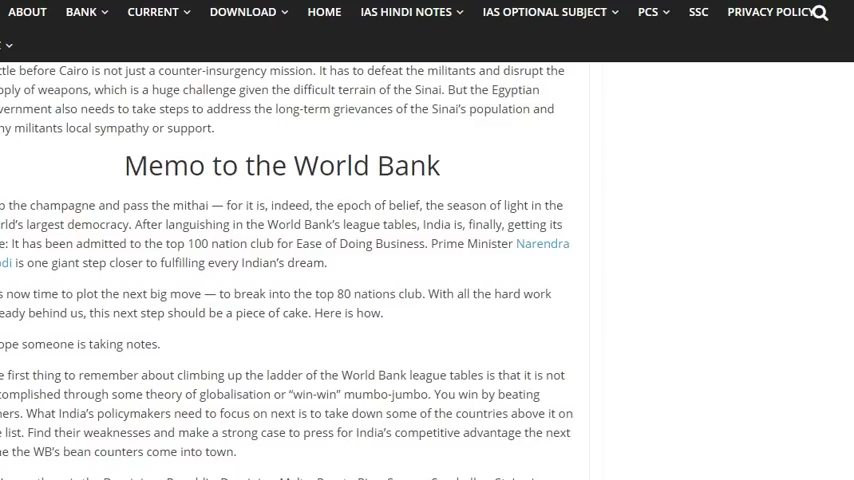 ABOUT BANK CURRENT DOWNLOAD HOME IAS HINDI NOTES IAS OPTIONAL SUBJECT PCS SSC PRIVACY POLICY
before Cairo is not just a counter-insurgency mission. It has to defeat the militants and disrupt the
of weapons, which is a huge challenge given the difficult terrain of the Sinai. But the Egyptian
also needs to take steps to address the long-term grievances of the Sinai’s population and
militants local sympathy or support.
Memo to the World Bank
the champagne and pass the mithai — for it is, indeed, the epoch of belief, the season of light in the
largest democracy. After languishing in the World Bank’s league tables, India is, finally, getting its
It has been admitted to the top 100 nation club for Ease of Doing Business. Prime Minister Narendra
is one giant step closer to fulfilling every Indian’s dream.
now time to plot the next big move — to break into the top 80 nations club. With all the hard work
behind us, this next step should be a piece of cake. Here is how.
someone is taking notes.
first thing to remember about climbing up the ladder of the World Bank league tables is that it is not
through some theory of globalisation or “win-win” mumbo-jumbo. You win by beating
What India’s policymakers need to focus on next is to take down some of the countries above it on
list. Find their weaknesses and make a strong case to press for India’s competitive advantage the next
the WB’s bean counters come into town.